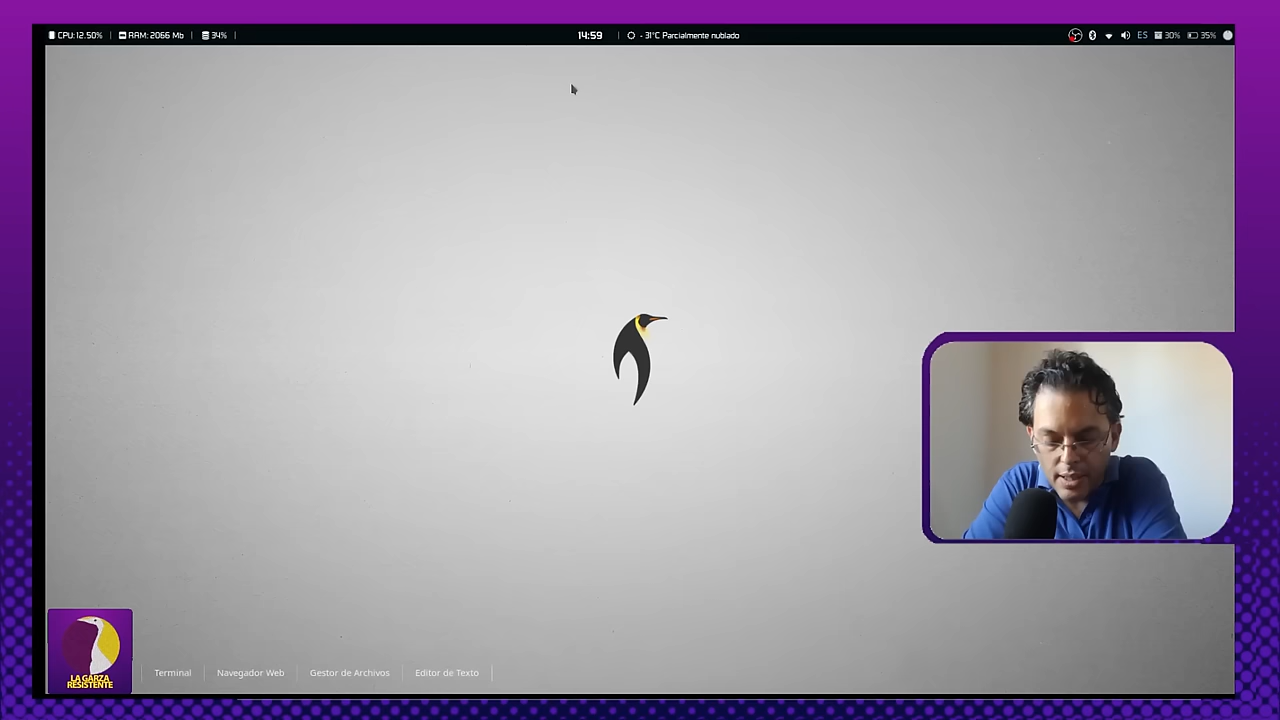 CPU:12.50% | RAM: 2066 Mb | 34% |
14:59 | - 31°C Parcialmente nublado
ES 30% 35%
LA GARZA
RESISTENTE
Terminal | Navegador Web | Gestor de Archivos | Editor de Texto |